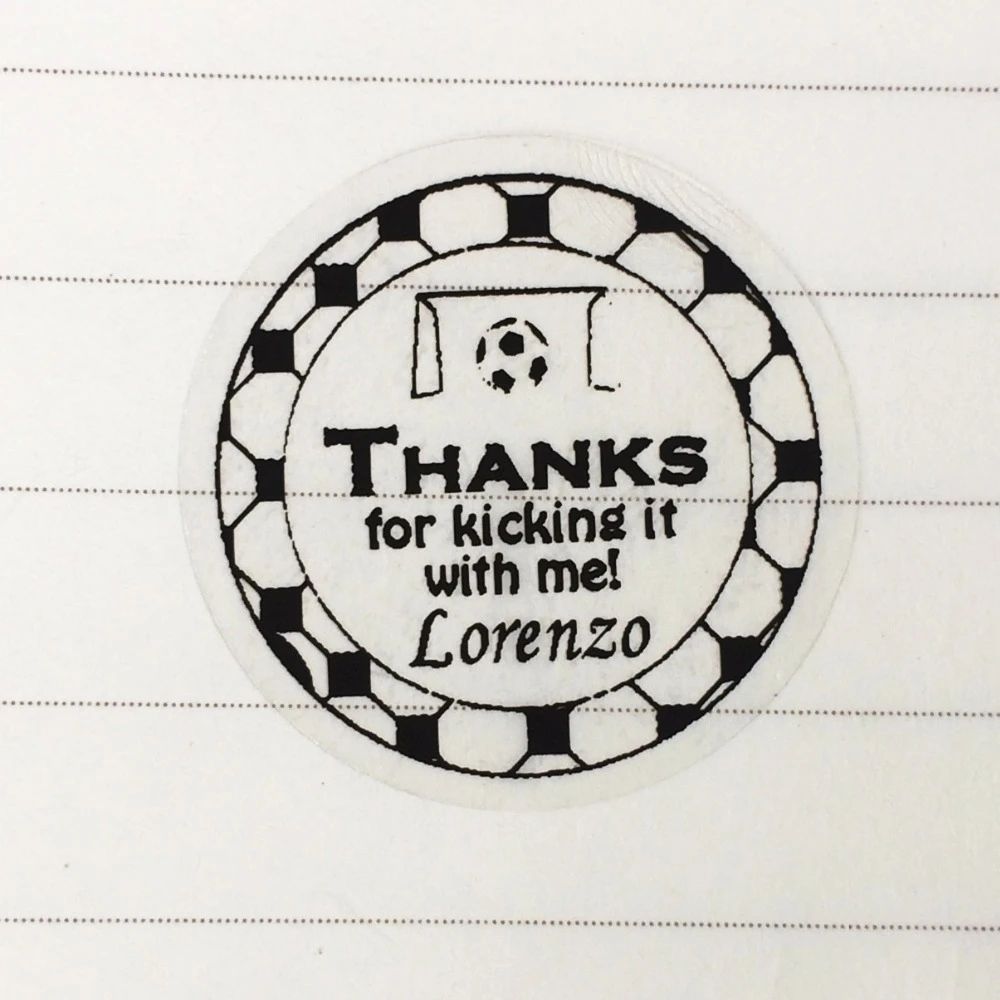 THANKS
for kicking it
with me!
Lorenzo